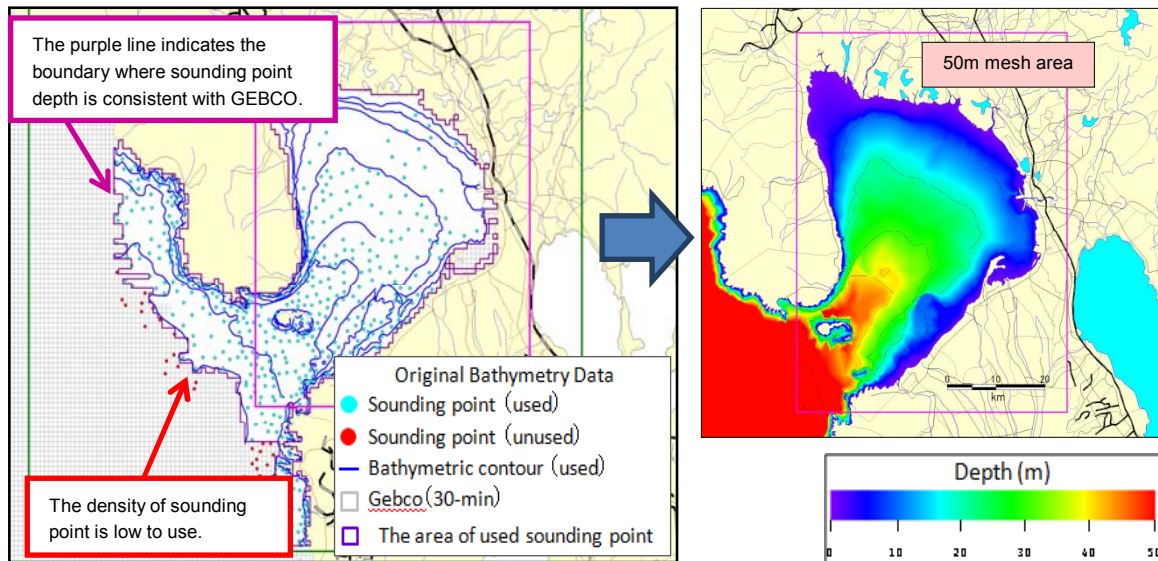 The purple line indicates the
boundary where sounding point
depth is consistent with GEBCO.
The density of sounding
point is low to use.
Original Bathymetry Data
Sounding point (used)
Sounding point (unused)
Bathymetric contour (used)
Gebco(30-min)
The area of used sounding point
50m mesh area
0 10 20
km
Depth (m)
0 10 20 30 40 50